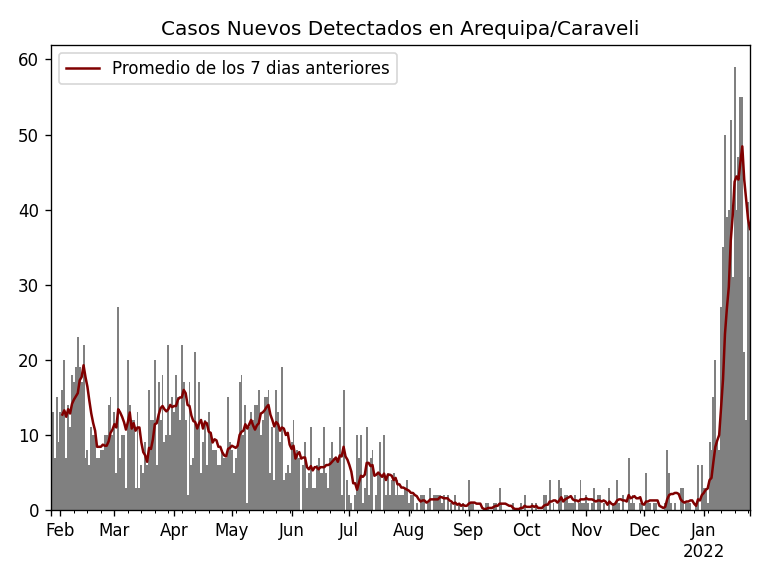 Casos Nuevos Detectados en Arequipa/Caraveli
Promedio de los 7 dias anteriores
60
50
40
30
20
10
0
Feb Mar Apr May Jun Jul Aug Sep Oct Nov Dec Jan
2022